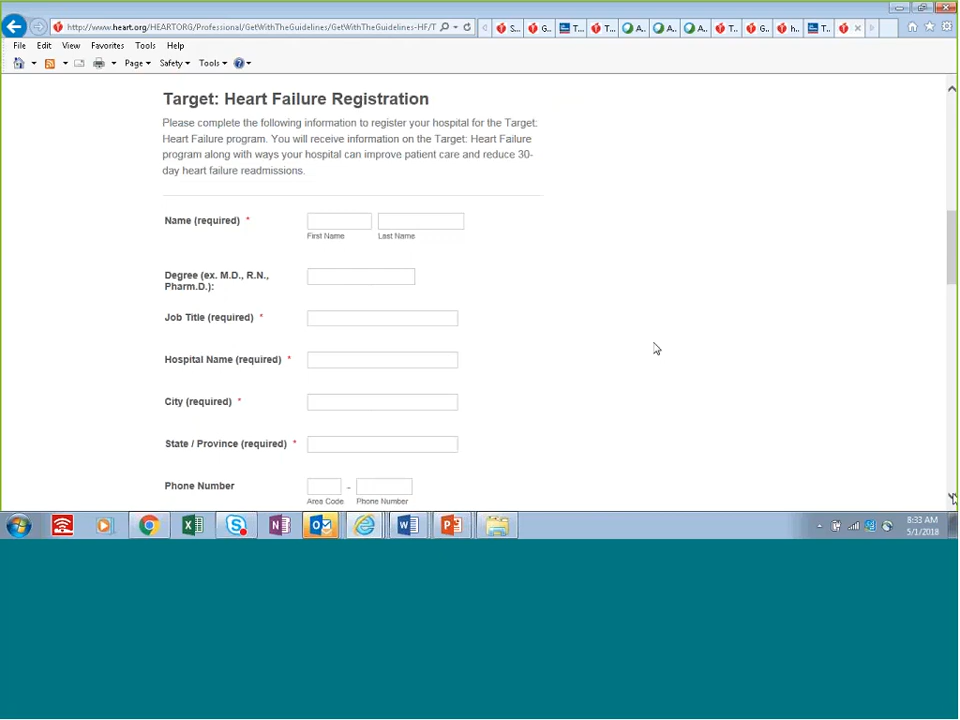 http://www.heart.org/HEARTORG/Professional/GetWithTheGuidelines/GetWithTheGuidelines-HF/T
S... G.. T... T... A.. A.. A.. T.. G.. h.. T..
File Edit View Favorites Tools Help
Page Safety Tools
Target: Heart Failure Registration
Please complete the following information to register your hospital for the Target:
Heart Failure program. You will receive information on the Target: Heart Failure
program along with ways your hospital can improve patient care and reduce 30-
day heart failure readmissions.
Name (required) *
First Name Last Name
Degree (ex. M.D., R.N.,
Pharm.D.):
Job Title (required) *
Hospital Name (required) *
City (required) *
State / Province (required) *
Phone Number -
Area Code Phone Number
8:33 AM
5/1/2018